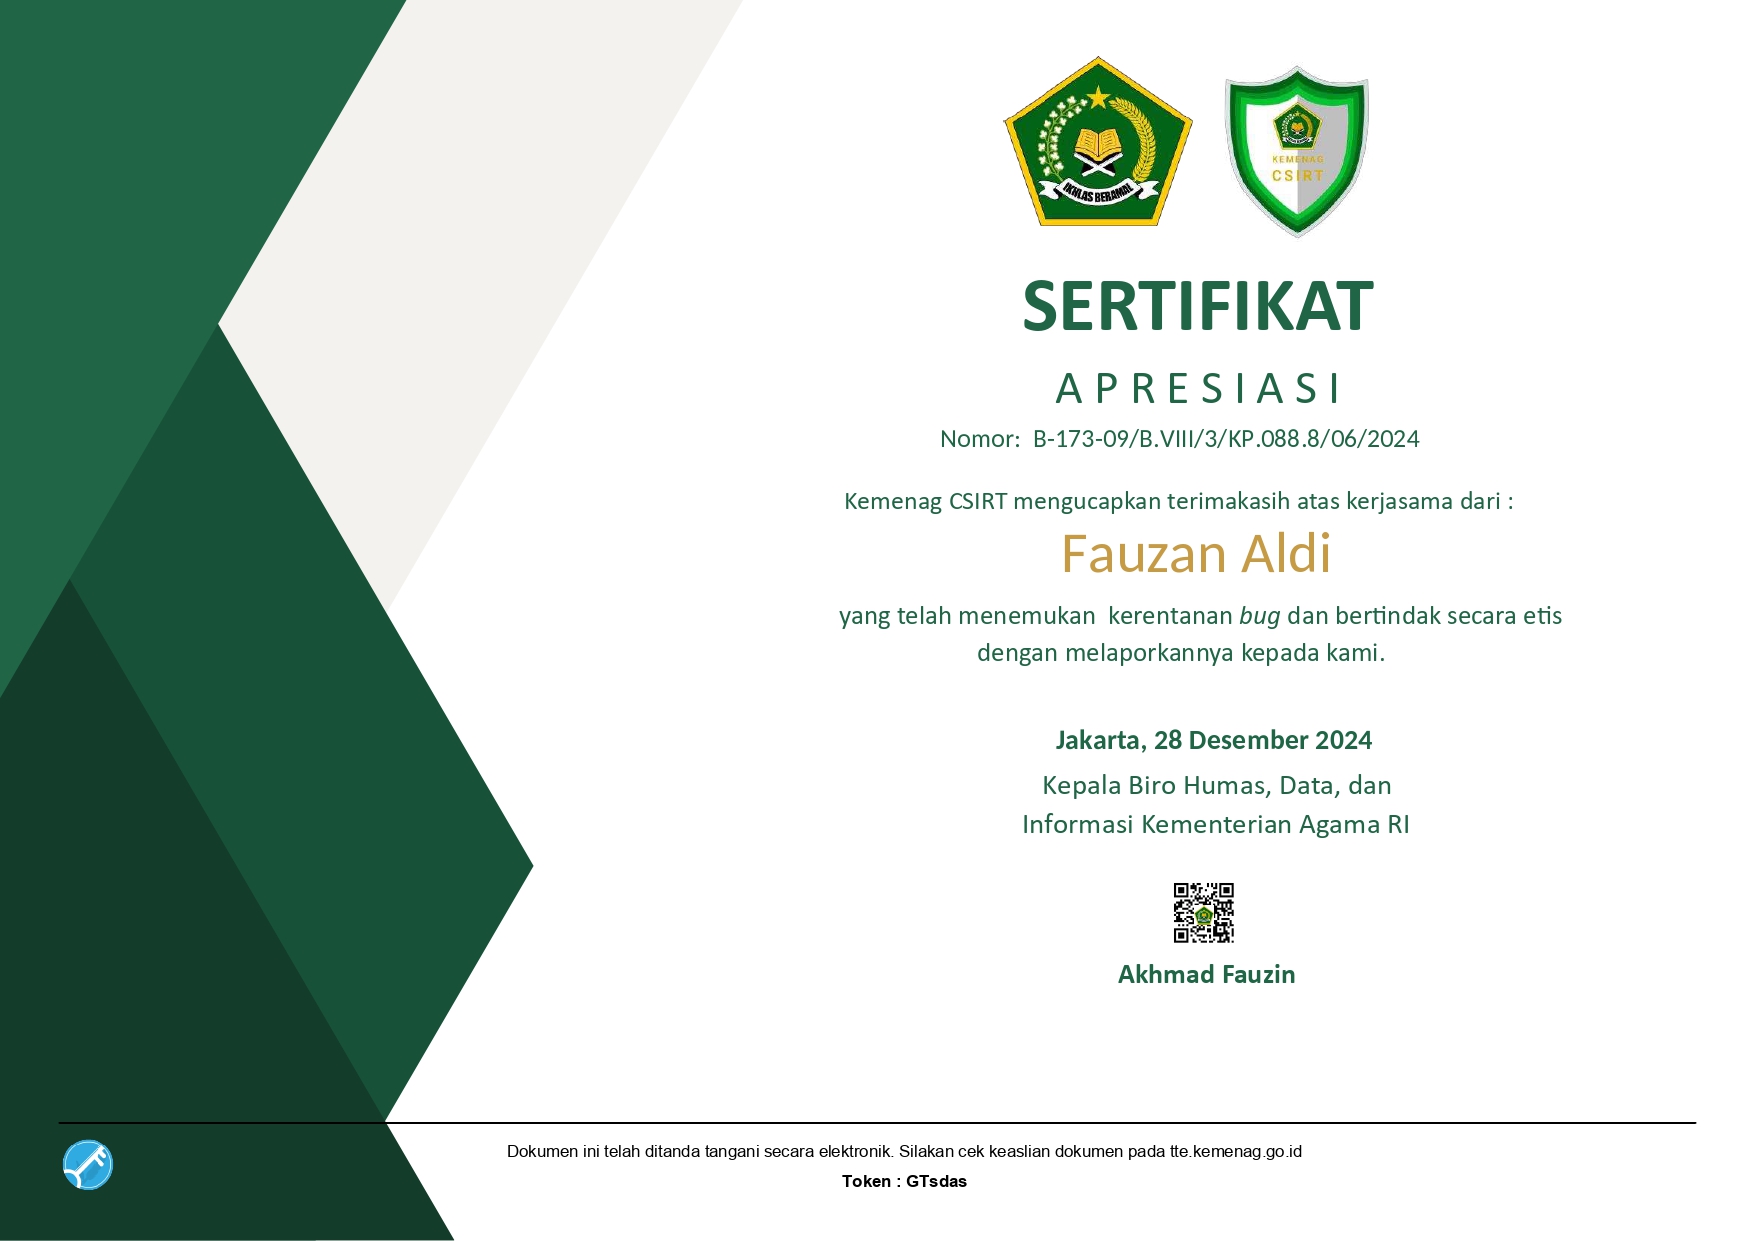 IKHLAS BERAMAL
KEMENAG
CSIRT
SERTIFIKAT
APRESIASI
Nomor: B-173-09/B.VIII/3/KP.088.8/06/2024
Kemenag CSIRT mengucapkan terimakasih atas kerjasama dari :
Fauzan Aldi
yang telah menemukan kerentanan bug dan bertindak secara etis
dengan melaporkannya kepada kami.
Jakarta, 28 Desember 2024
Kepala Biro Humas, Data, dan
Informasi Kementerian Agama RI
Akhmad Fauzin
Dokumen ini telah ditanda tangani secara elektronik. Silakan cek keaslian dokumen pada tte.kemenag.go.id
Token : GTsdas